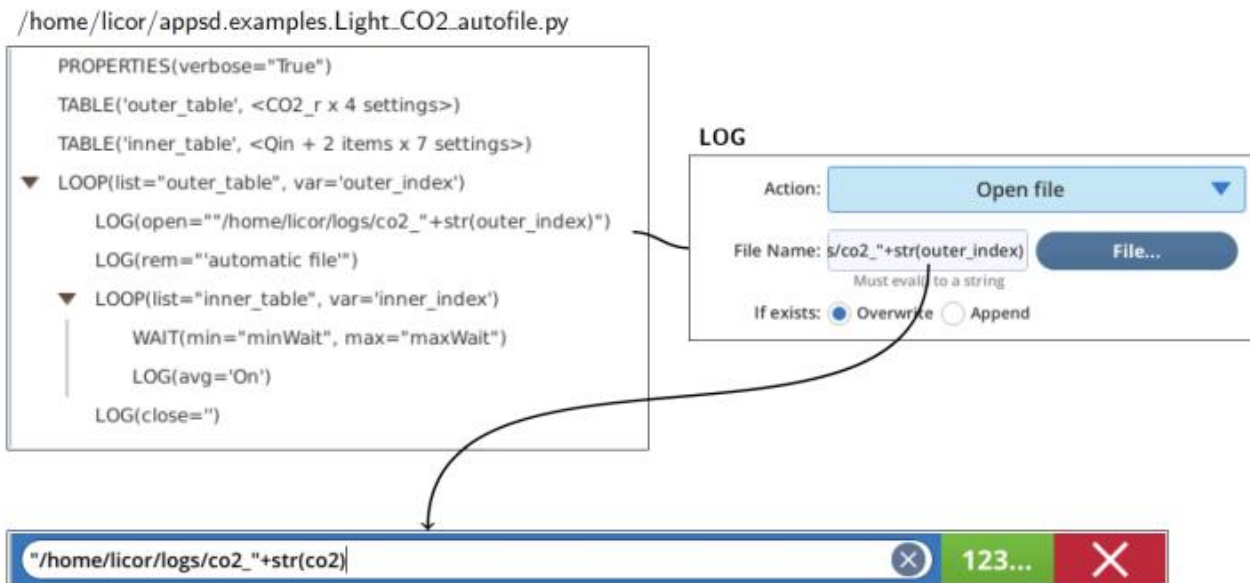 /home/licor/appsd.examples.Light_CO2_autofile.py
PROPERTIES(verbose="True")
TABLE('outer_table', <CO2_r x 4 settings>)
TABLE('inner_table', <Qin + 2 items x 7 settings>)
LOOP(list="outer_table", var='outer_index')
LOG(open=""/home/licor/logs/co2_"+str(outer_index)")
LOG(rem="'automatic file'")
LOOP(list="inner_table", var='inner_index')
WAIT(min="minWait", max="maxWait")
LOG(avg='On')
LOG(close='')
LOG
Action: Open file
File Name: s/co2_"+str(outer_index) File...
Must eval() to a string
If exists: Overwrite Append
"/home/licor/logs/co2_"+str(co2) 123...